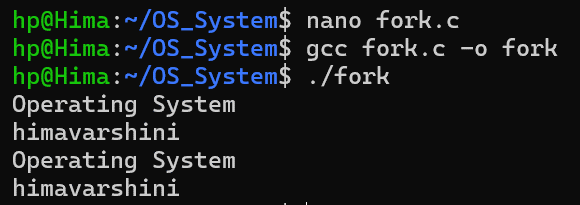 hp@Hima:~/OS_System$ nano fork.c
hp@Hima:~/OS_System$ gcc fork.c -o fork
hp@Hima:~/OS_System$ ./fork
Operating System
himavarshini
Operating System
himavarshini